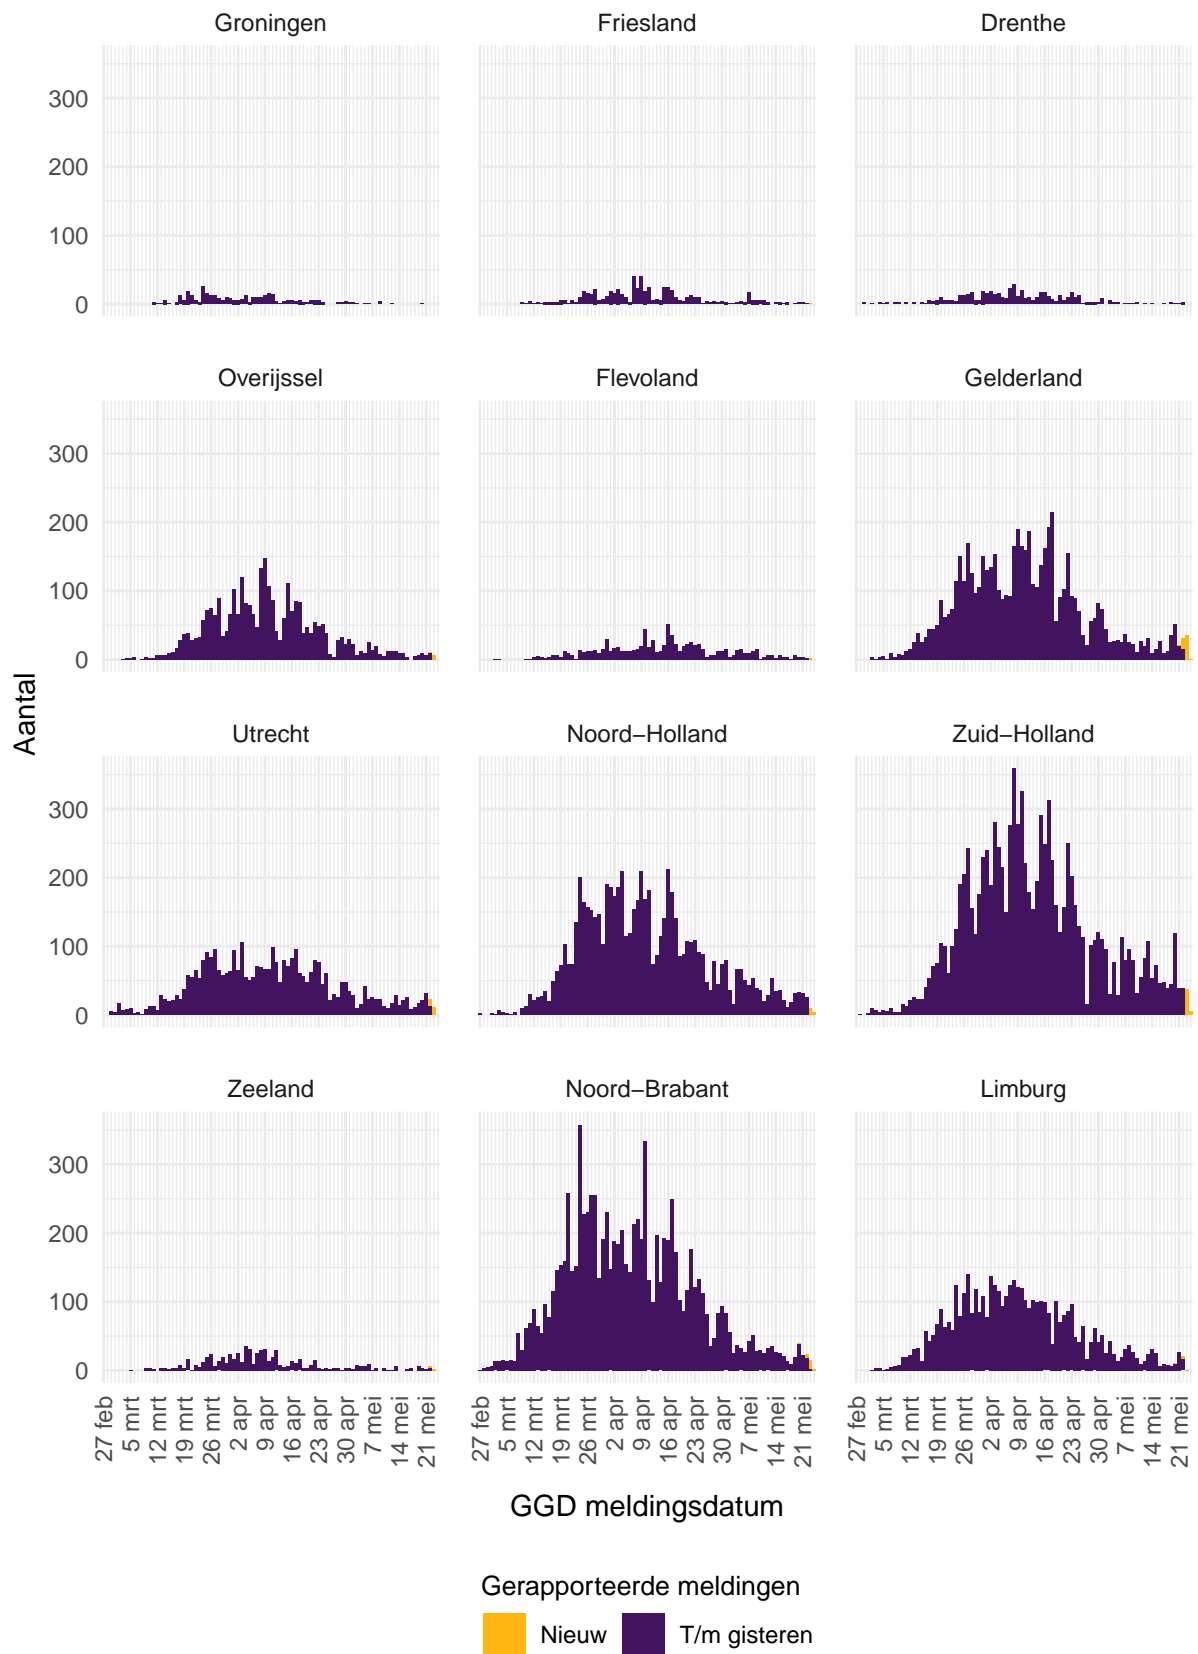 Groningen Friesland Drenthe
300
200
100
0
Overijssel Flevoland Gelderland
300
200
100
0
Aantal
Utrecht Noord−Holland Zuid−Holland
300
200
100
0
Zeeland Noord−Brabant Limburg
300
200
100
0
27 feb 5 mrt 12 mrt 19 mrt 26 mrt 2 apr 9 apr 16 apr 23 apr 30 apr 7 mei 14 mei 21 mei 27 feb 5 mrt 12 mrt 19 mrt 26 mrt 2 apr 9 apr 16 apr 23 apr 30 apr 7 mei 14 mei 21 mei 27 feb 5 mrt 12 mrt 19 mrt 26 mrt 2 apr 9 apr 16 apr 23 apr 30 apr 7 mei 14 mei 21 mei
GGD meldingsdatum
Gerapporteerde meldingen
Nieuw T/m gisteren